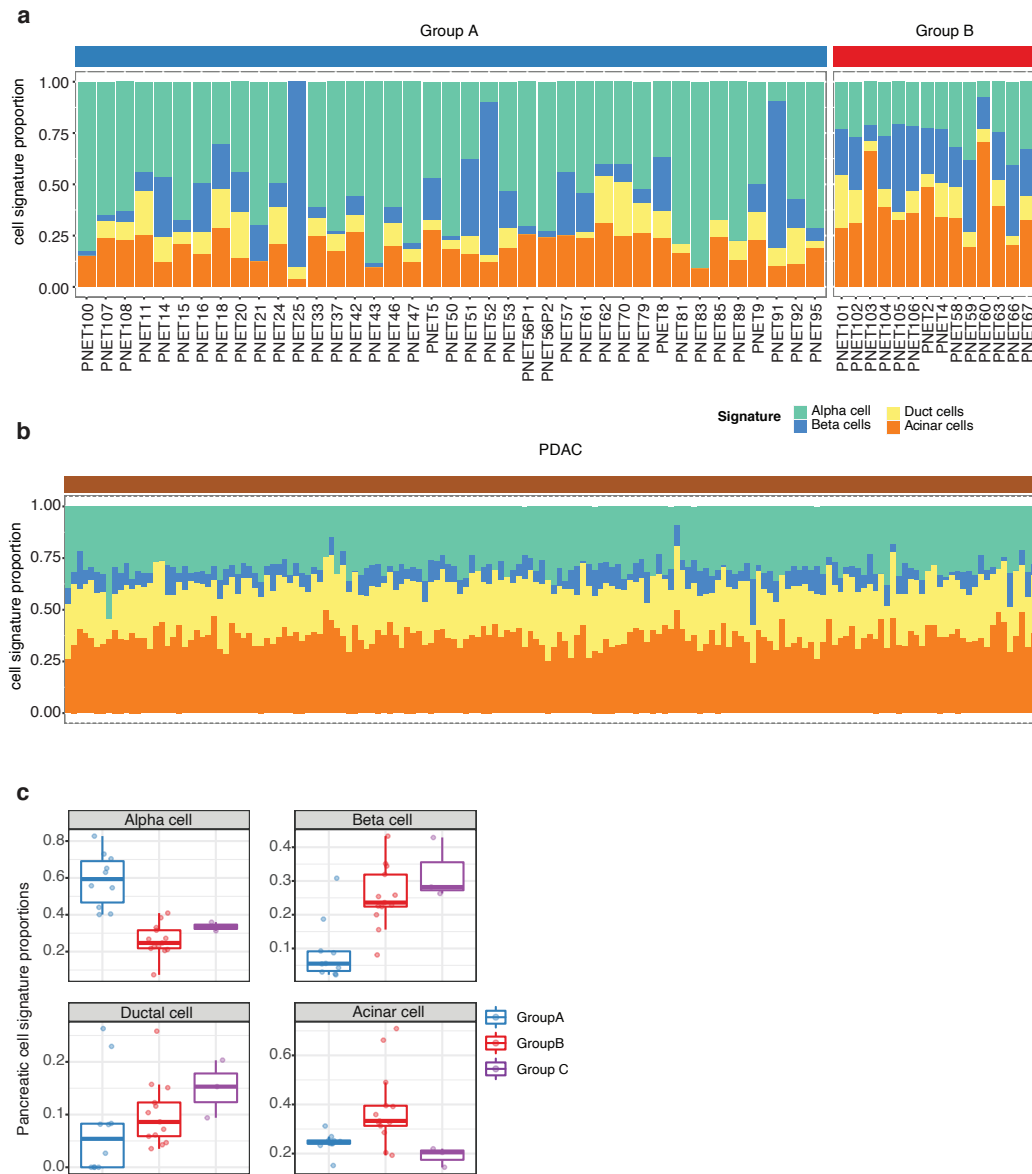 a
Group A Group B
cell signature proportion
1.00
0.75
0.50
0.25
0.00
PNET100
PNET107
PNET108
PNET11
PNET14
PNET15
PNET16
PNET18
PNET20
PNET21
PNET24
PNET25
PNET33
PNET37
PNET42
PNET43
PNET46
PNET47
PNET5
PNET50
PNET51
PNET52
PNET53
PNET56P1
PNET56P2
PNET57
PNET61
PNET62
PNET70
PNET79
PNET8
PNET81
PNET83
PNET85
PNET89
PNET9
PNET91
PNET92
PNET95
PNET101
PNET102
PNET103
PNET104
PNET105
PNET106
PNET2
PNET4
PNET58
PNET59
PNET60
PNET63
PNET66
PNET67
Signature
Alpha cell Duct cells
Beta cells Acinar cells
b
PDAC
cell signature proportion
1.00
0.75
0.50
0.25
0.00
c
Pancreatic cell signature proportions
Alpha cell Beta cell
0.8
0.6
0.4
0.2
0.4
0.3
0.2
0.1
Ductal cell Acinar cell
0.2
0.1
0.0
0.6
0.4
0.2
GroupA
GroupB
Group C